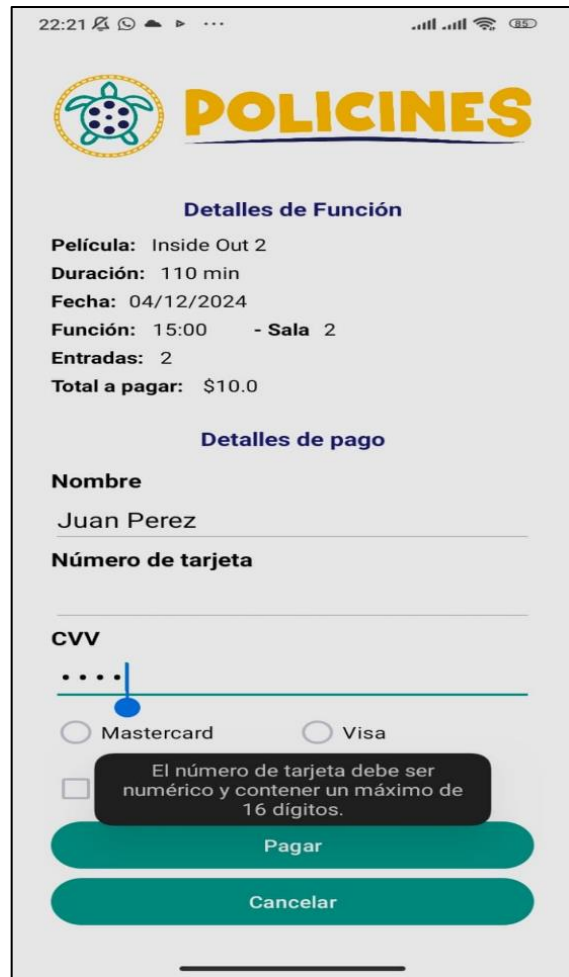 22:21
85
POLICINES
Detalles de Función
Película: Inside Out 2
Duración: 110 min
Fecha: 04/12/2024
Función: 15:00 - Sala 2
Entradas: 2
Total a pagar: $10.0
Detalles de pago
Nombre
Juan Perez
Número de tarjeta
CVV
••••
Mastercard Visa
El número de tarjeta debe ser
numérico y contener un máximo de
16 dígitos.
Pagar
Cancelar